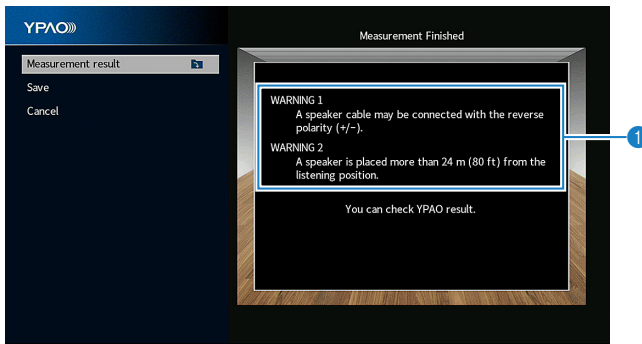 YPAO
Measurement Finished
Measurement result
Save
Cancel
WARNING 1
A speaker cable may be connected with the reverse
polarity (+/-).
WARNING 2
A speaker is placed more than 24 m (80 ft) from the
listening position.
You can check YPAO result.
1